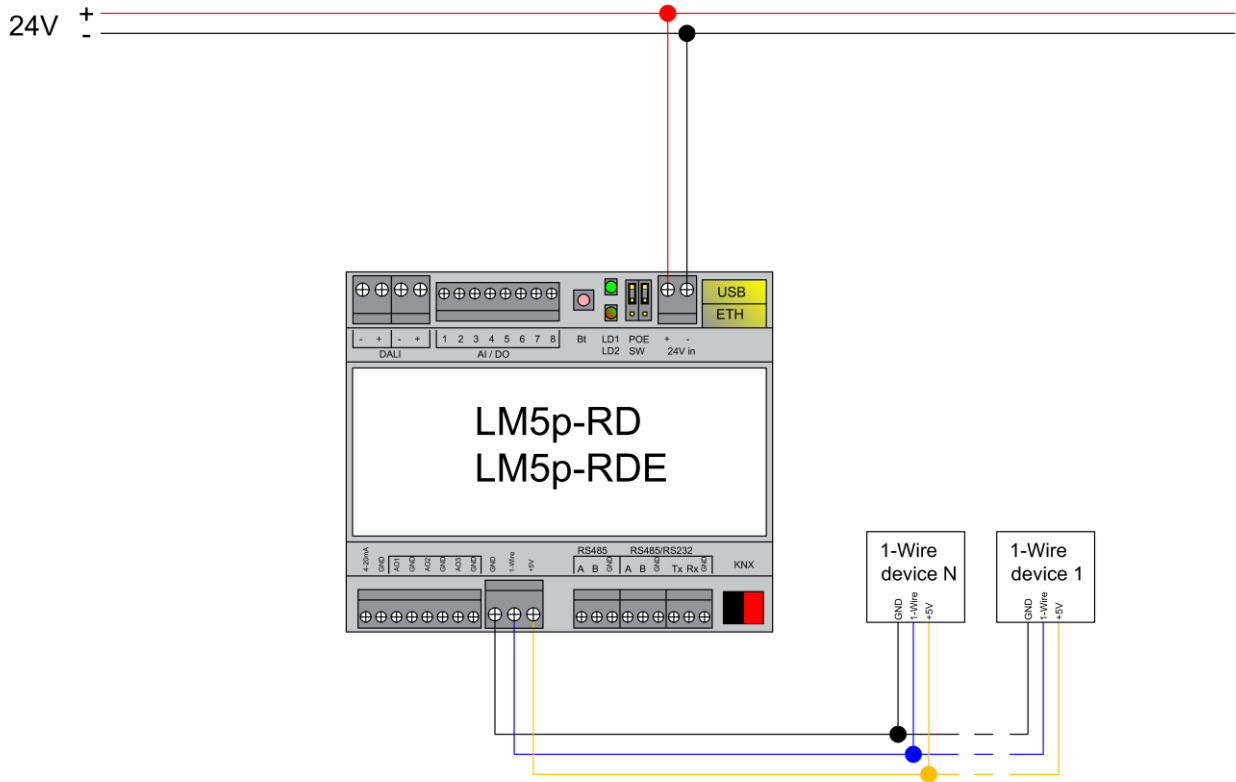 24V + -
USB
ETH
- + - + 1 2 3 4 5 6 7 8 Bt LD1 POE + -
DALI AI / DO LD2 SW 24V in
LM5p-RD
LM5p-RDE
4-20mA GND AO1 GND AO2 GND AO3 GND GND 1-Wire +5V
RS485 RS485/RS232
A B GND A B GND Tx Rx GND KNX
1-Wire
device N
GND 1-Wire +5V
1-Wire
device 1
GND 1-Wire +5V